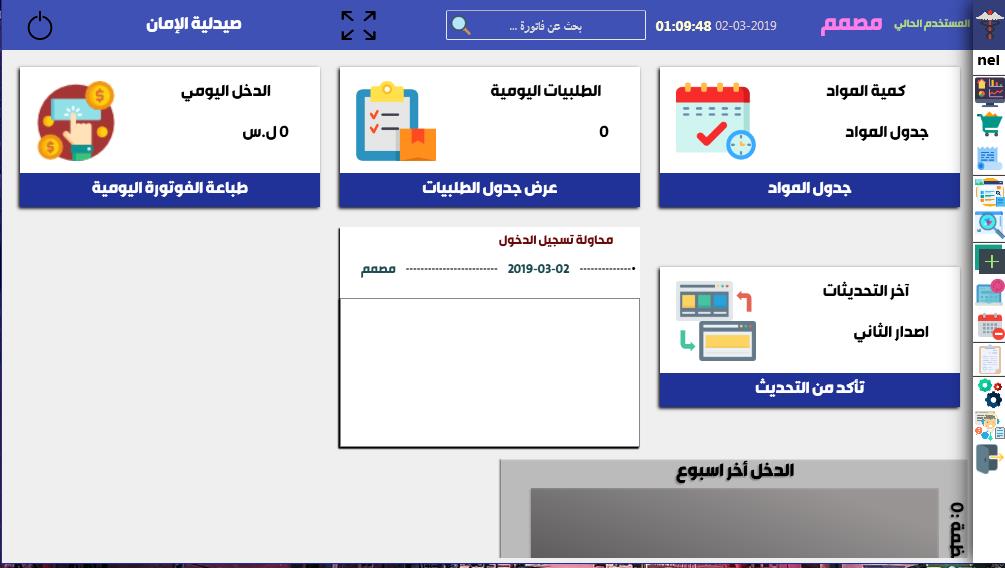 المستخدم الحالي
مصمم
02-03-2019 01:09:48
بحث عن فاتورة ...
صيدلية الإمان
nel
كمية المواد
جدول المواد
جدول المواد
الطلبيات اليومية
0
عرض جدول الطلبيات
الدخل اليومي
0 ل.س
طباعة الفوتورة اليومية
محاولة تسجيل الدخول
•------------- 2019-03-02 ---------------------- مصمم
آخر التحديثات
اصدار الثاني
تأكد من التحديث
الدخل أخر اسبوع
0 :